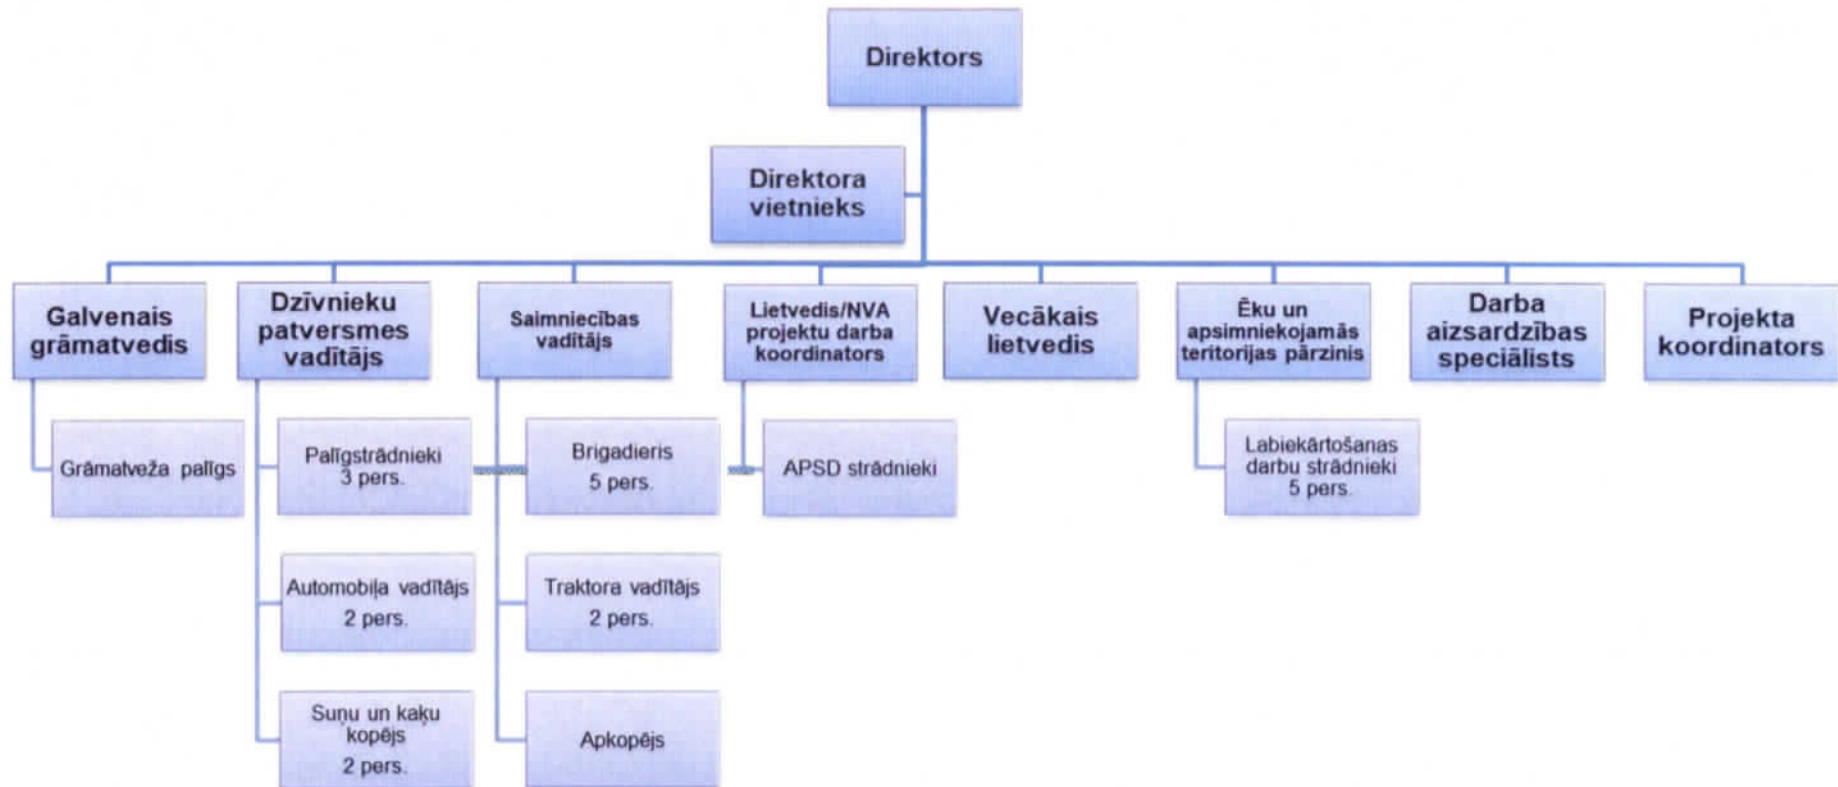 Direktors
Direktora
vietnieks
Galvenais
grāmatvedis
Dzīvnieku
patversmes
vadītājs
Saimniecības
vadītājs
Lietvedis/NVA
projektu darba
koordinators
Vecākais
lietvedis
Ēku un
apsimniekojamās
teritorijas pārzinis
Darba
aizsardzības
speciālists
Projekta
koordinators
Grāmatveža palīgs
Palīgstrādnieki
3 pers.
Brigadieris
5 pers.
APSD strādnieki
Labiekārtošanas
darbu strādnieki
5 pers.
Automobiļa vadītājs
2 pers.
Traktora vadītājs
2 pers.
Suņu un kaķu
kopējs
2 pers.
Apkopējs